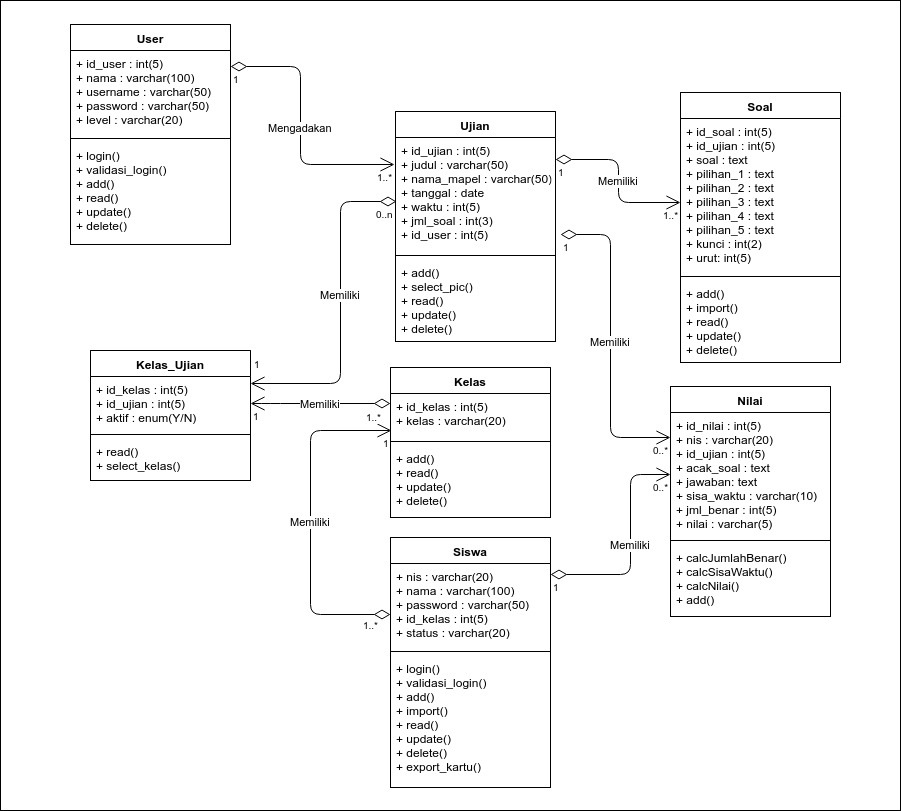 User
+ id_user : int(5)
+ nama : varchar(100)
+ username : varchar(50)
+ password : varchar(50)
+ level : varchar(20)
+ login()
+ validasi_login()
+ add()
+ read()
+ update()
+ delete()
1
Mengadakan
1..*
Ujian
+ id_ujian : int(5)
+ judul : varchar(50)
+ nama_mapel : varchar(50)
+ tanggal : date
+ waktu : int(5)
+ jml_soal : int(3)
+ id_user : int(5)
+ add()
+ select_pic()
+ read()
+ update()
+ delete()
1
Memiliki
1..*
Soal
+ id_soal : int(5)
+ id_ujian : int(5)
+ soal : text
+ pilihan_1 : text
+ pilihan_2 : text
+ pilihan_3 : text
+ pilihan_4 : text
+ pilihan_5 : text
+ kunci : int(2)
+ urut: int(5)
+ add()
+ import()
+ read()
+ update()
+ delete()
0..n
Memiliki
1
1
Memiliki
0..*
Kelas_Ujian
+ id_kelas : int(5)
+ id_ujian : int(5)
+ aktif : enum(Y/N)
+ read()
+ select_kelas()
1
Memiliki
1..*
Kelas
+ id_kelas : int(5)
+ kelas : varchar(20)
+ add()
+ read()
+ update()
+ delete()
1
Memiliki
1..*
Nilai
+ id_nilai : int(5)
+ nis : varchar(20)
+ id_ujian : int(5)
+ acak_soal : text
+ jawaban: text
+ sisa_waktu : varchar(10)
+ jml_benar : int(5)
+ nilai : varchar(5)
+ calcJumlahBenar()
+ calcSisaWaktu()
+ calcNilai()
+ add()
0..*
Memiliki
1
Siswa
+ nis : varchar(20)
+ nama : varchar(100)
+ password : varchar(50)
+ id_kelas : int(5)
+ status : varchar(20)
+ login()
+ validasi_login()
+ add()
+ import()
+ read()
+ update()
+ delete()
+ export_kartu()